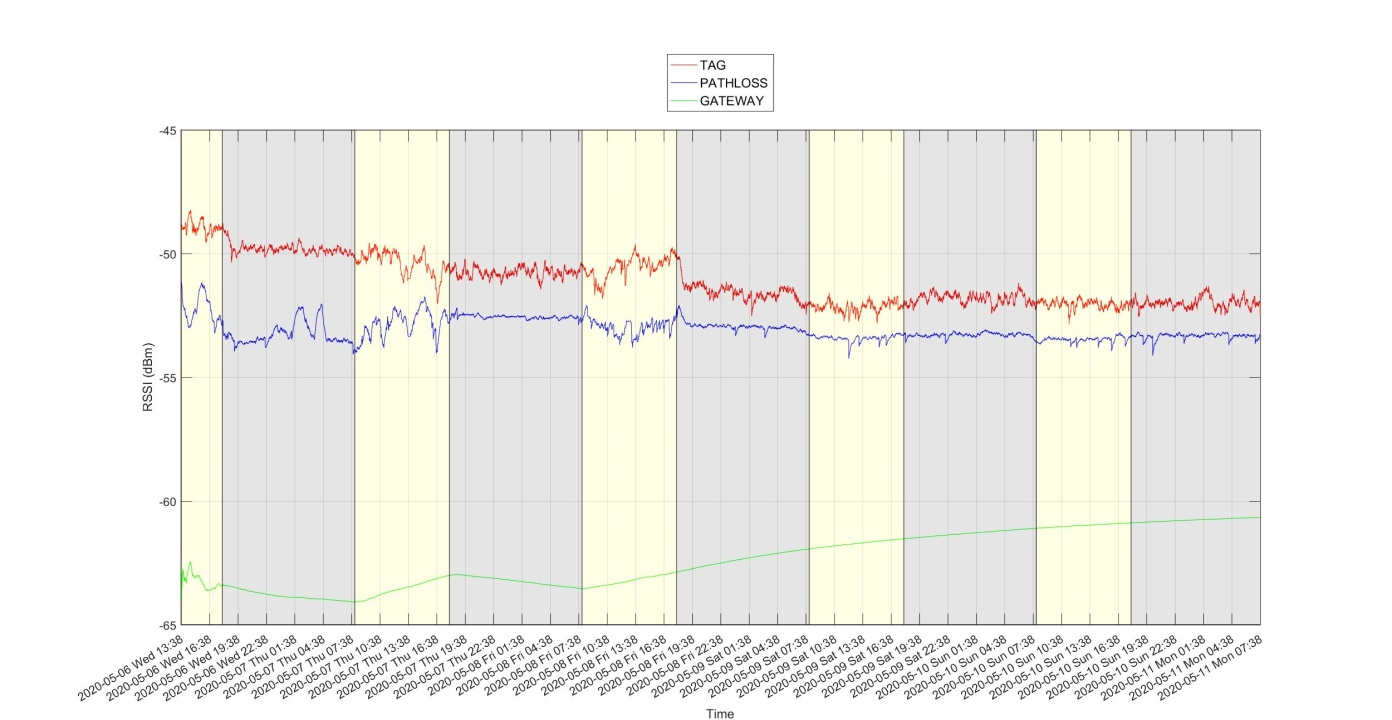 TAG
PATHLOSS
GATEWAY
-45
-50
-55
-60
-65
RSSI (dBm)
2020-05-06 Wed 13:38
2020-05-06 Wed 16:38
2020-05-06 Wed 19:38
2020-05-06 Wed 22:38
2020-05-07 Thu 01:38
2020-05-07 Thu 04:38
2020-05-07 Thu 07:38
2020-05-07 Thu 10:38
2020-05-07 Thu 13:38
2020-05-07 Thu 16:38
2020-05-07 Thu 19:38
2020-05-07 Thu 22:38
2020-05-08 Fri 01:38
2020-05-08 Fri 04:38
2020-05-08 Fri 07:38
2020-05-08 Fri 10:38
2020-05-08 Fri 13:38
2020-05-08 Fri 16:38
2020-05-08 Fri 19:38
2020-05-08 Fri 22:38
2020-05-09 Sat 01:38
2020-05-09 Sat 04:38
2020-05-09 Sat 07:38
2020-05-09 Sat 10:38
2020-05-09 Sat 13:38
2020-05-09 Sat 16:38
2020-05-09 Sat 19:38
2020-05-09 Sat 22:38
2020-05-10 Sun 01:38
2020-05-10 Sun 04:38
2020-05-10 Sun 07:38
2020-05-10 Sun 10:38
2020-05-10 Sun 13:38
2020-05-10 Sun 16:38
2020-05-10 Sun 19:38
2020-05-10 Sun 22:38
2020-05-11 Mon 01:38
2020-05-11 Mon 04:38
2020-05-11 Mon 07:38
Time